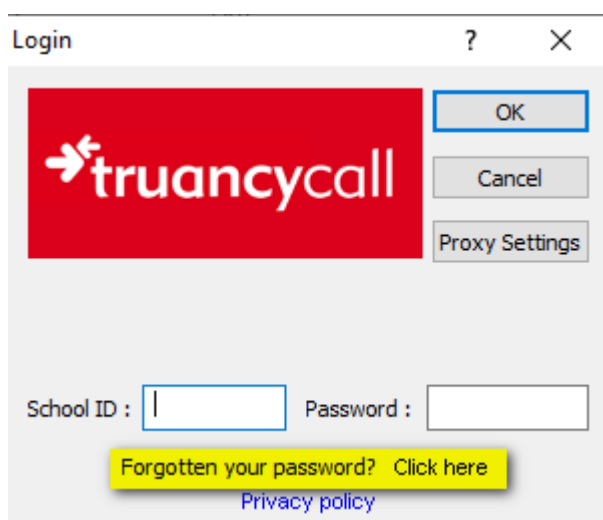 Login ? ×
truancycall
OK
Cancel
Proxy Settings
School ID : Password :
Forgotten your password? Click here
Privacy policy